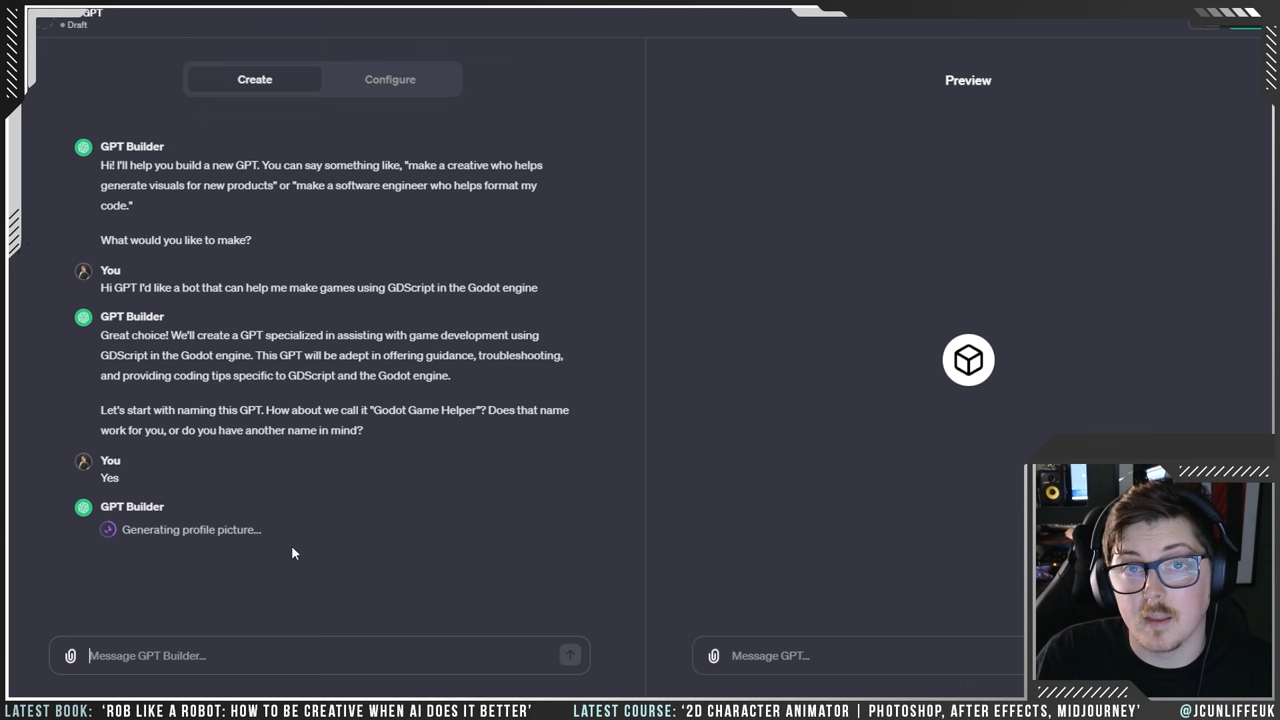 GPT
Draft
Create
Configure
Preview
GPT Builder
Hi! I'll help you build a new GPT. You can say something like, "make a creative who helps
generate visuals for new products" or "make a software engineer who helps format my
code."
What would you like to make?
You
Hi GPT I'd like a bot that can help me make games using GDScript in the Godot engine
GPT Builder
Great choice! We'll create a GPT specialized in assisting with game development using
GDScript in the Godot engine. This GPT will be adept in offering guidance, troubleshooting,
and providing coding tips specific to GDScript and the Godot engine.
Let's start with naming this GPT. How about we call it "Godot Game Helper"? Does that name
work for you, or do you have another name in mind?
You
Yes
GPT Builder
Generating profile picture...
Message GPT Builder...
Message GPT...
LATEST BOOK: 'ROB LIKE A ROBOT: HOW TO BE CREATIVE WHEN AI DOES IT BETTER' LATEST COURSE: '2D CHARACTER ANIMATOR | PHOTOSHOP, AFTER EFFECTS, MIDJOURNEY' @JCUNLIFFEUK